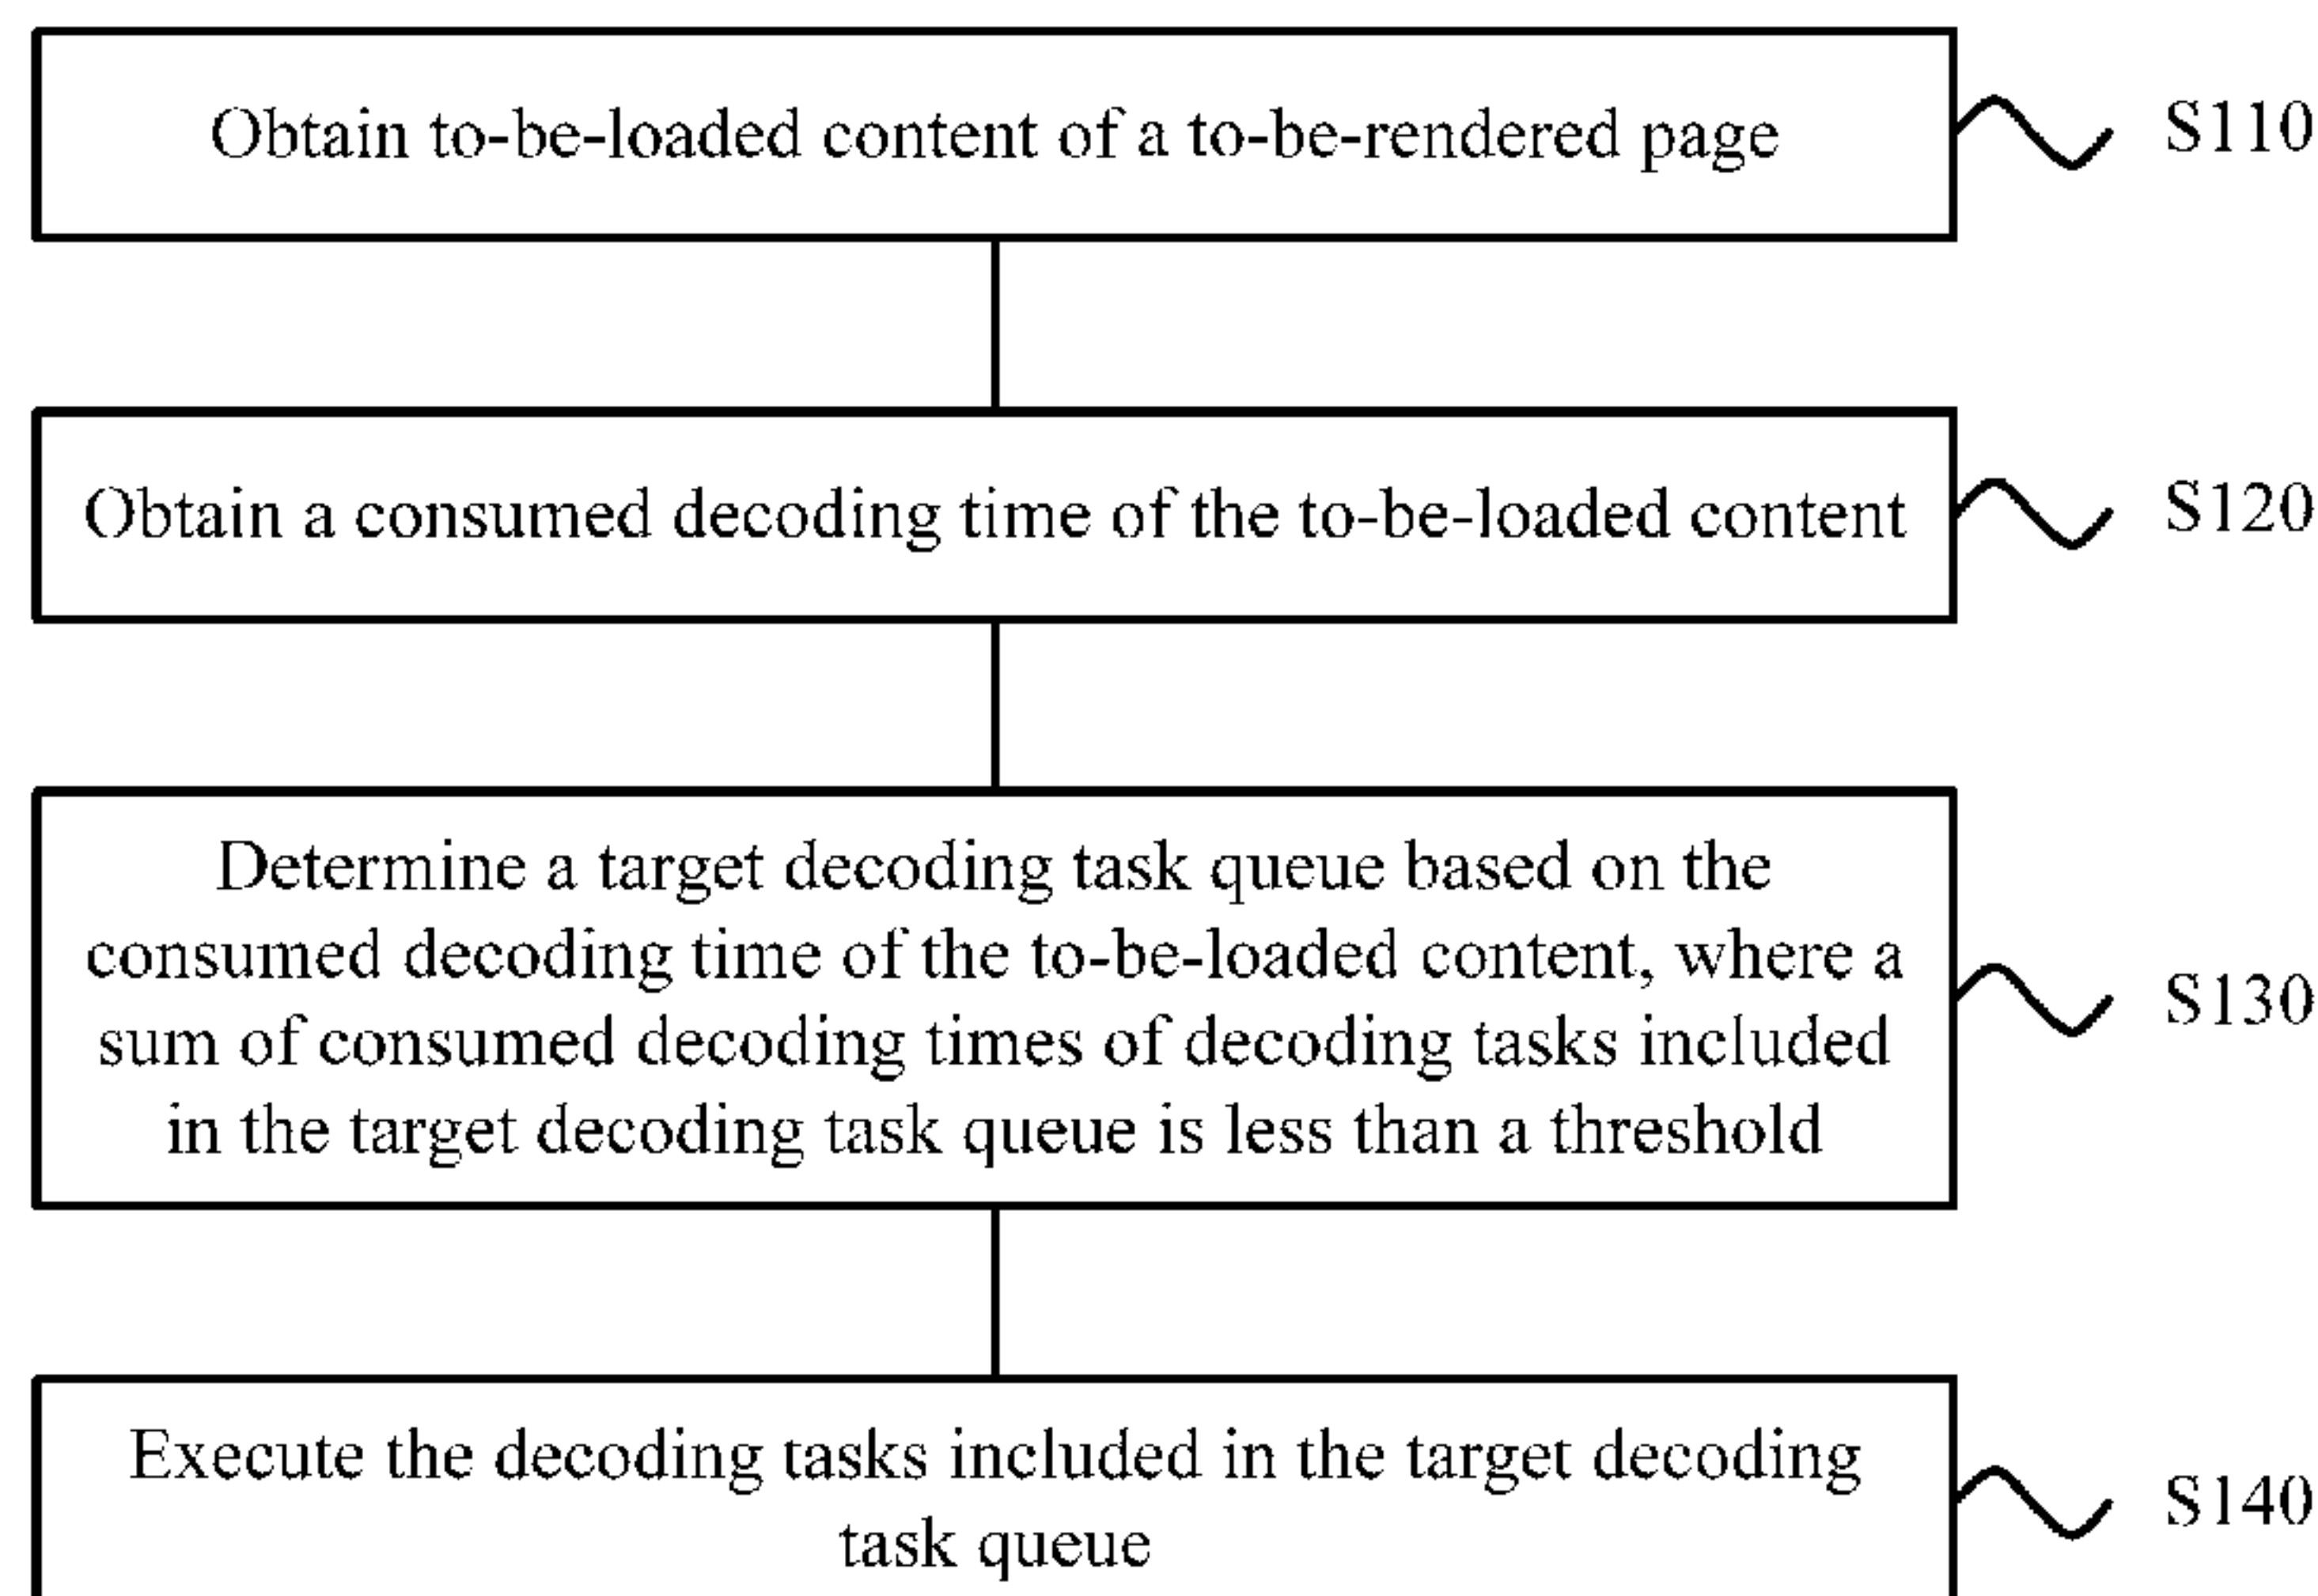 Obtain to-be-loaded content of a to-be-rendered page
S110
Obtain a consumed decoding time of the to-be-loaded content
S120
Determine a target decoding task queue based on the
consumed decoding time of the to-be-loaded content, where a
sum of consumed decoding times of decoding tasks included
in the target decoding task queue is less than a threshold
S130
Execute the decoding tasks included in the target decoding
task queue
S140